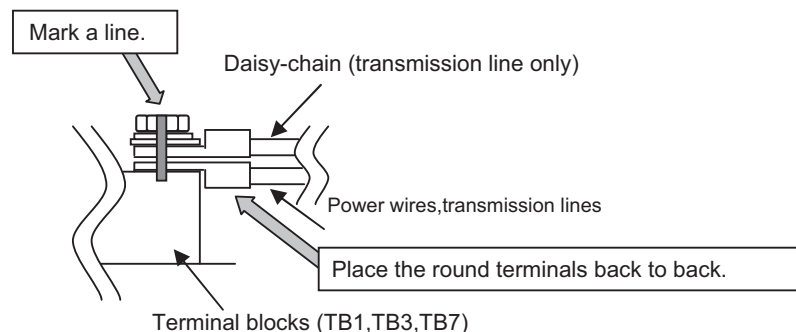 Mark a line.
Daisy-chain (transmission line only)
Power wires,transmission lines
Place the round terminals back to back.
Terminal blocks (TB1,TB3,TB7)